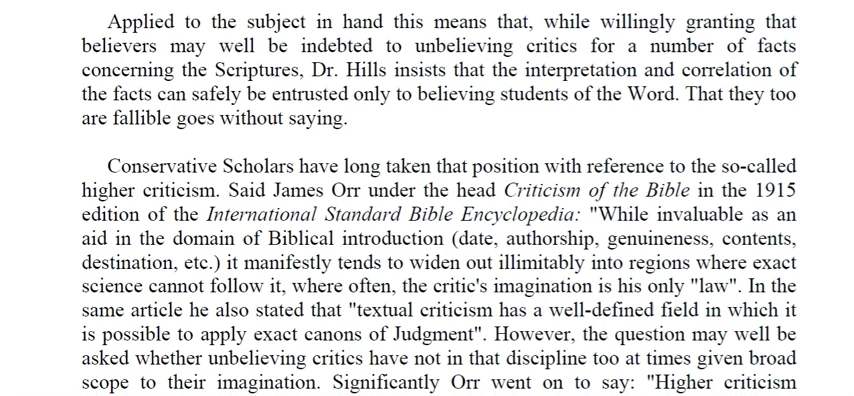 Applied to the subject in hand this means that, while willingly granting that
believers may well be indebted to unbelieving critics for a number of facts
concerning the Scriptures, Dr. Hills insists that the interpretation and correlation of
the facts can safely be entrusted only to believing students of the Word. That they too
are fallible goes without saying.
Conservative Scholars have long taken that position with reference to the so-called
higher criticism. Said James Orr under the head Criticism of the Bible in the 1915
edition of the International Standard Bible Encyclopedia: "While invaluable as an
aid in the domain of Biblical introduction (date, authorship, genuineness, contents,
destination, etc.) it manifestly tends to widen out illimitably into regions where exact
science cannot follow it, where often, the critic's imagination is his only "law". In the
same article he also stated that "textual criticism has a well-defined field in which it
is possible to apply exact canons of Judgment". However, the question may well be
asked whether unbelieving critics have not in that discipline too at times given broad
scope to their imagination. Significantly Orr went on to say: "Higher criticism